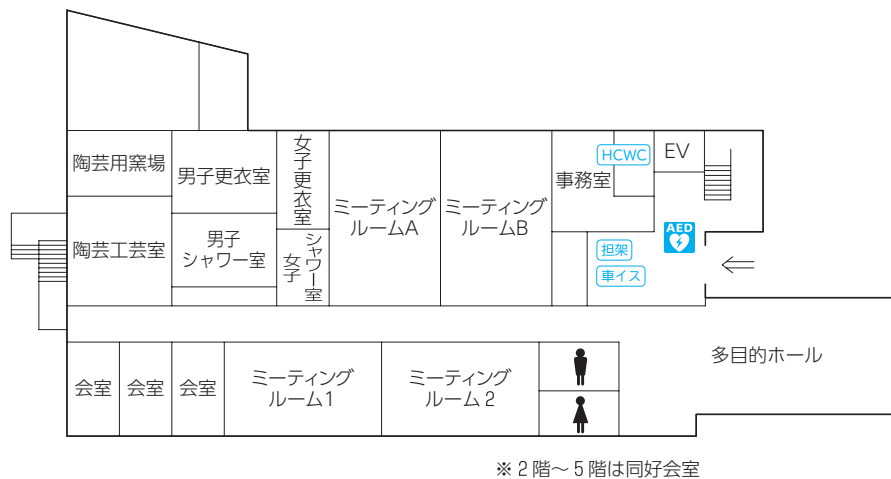 陶芸用窯場
男子更衣室
女子更衣室
ミーティング
ルームA
ミーティング
ルームB
事務室
HCWC
EV
陶芸工芸室
男子
シャワー室
女子
シャワー室
担架
車イス
AED
多目的ホール
会室
会室
会室
ミーティング
ルーム1
ミーティング
ルーム2
※2階〜5階は同好会室